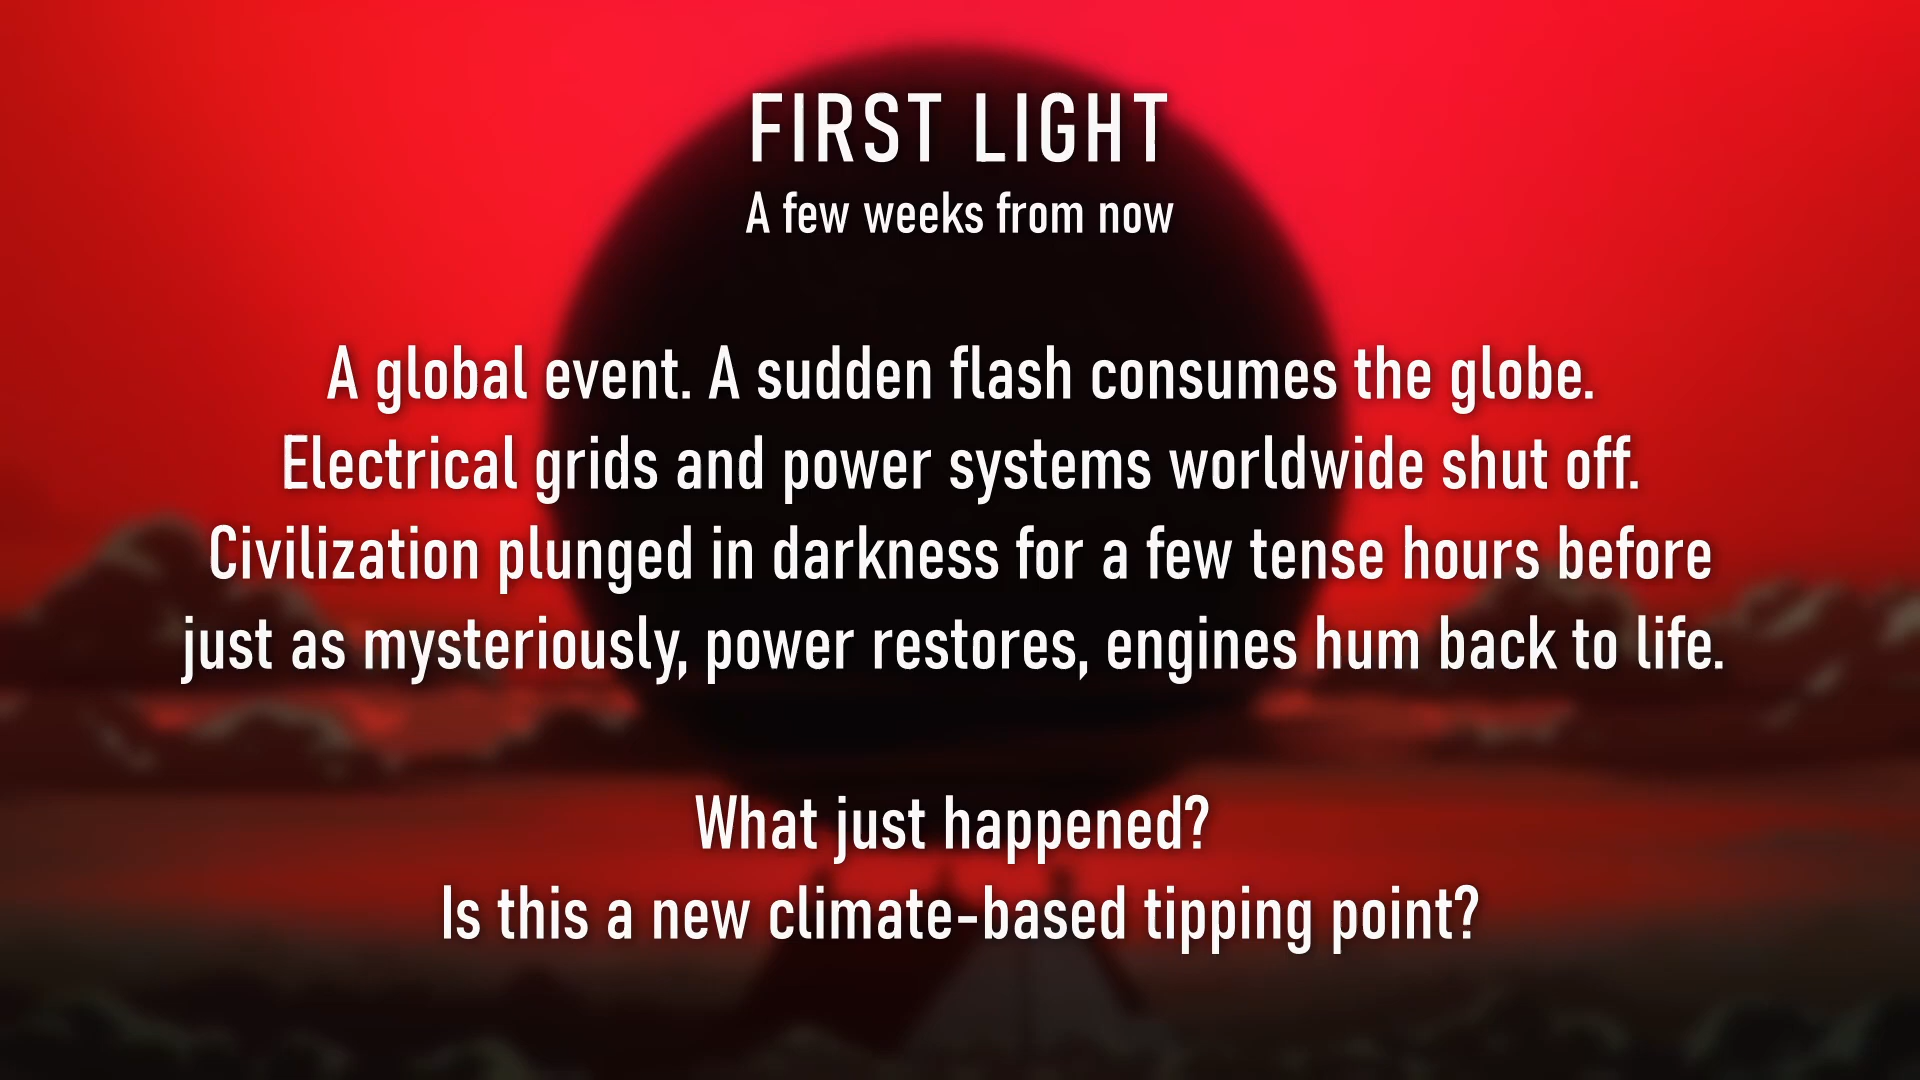 FIRST LIGHT
A few weeks from now
A global event. A sudden flash consumes the globe.
Electrical grids and power systems worldwide shut off.
Civilization plunged in darkness for a few tense hours before
just as mysteriously, power restores, engines hum back to life.
What just happened?
Is this a new climate-based tipping point?